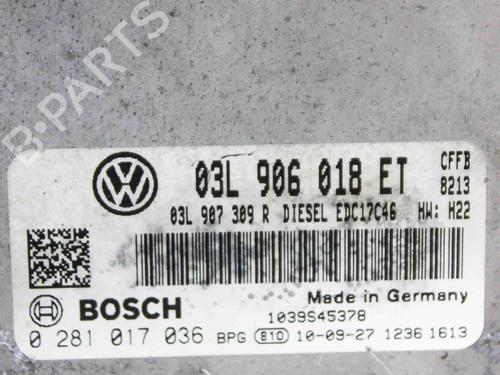 B-PARTS
03L 906 018 ET
CFFB
8213
03L 907 309 R DIESEL EDC17C46 HW: H22
Made in Germany
BOSCH
1039S45378
0 281 017 036 BPG 810 10-09-27 1236 1613